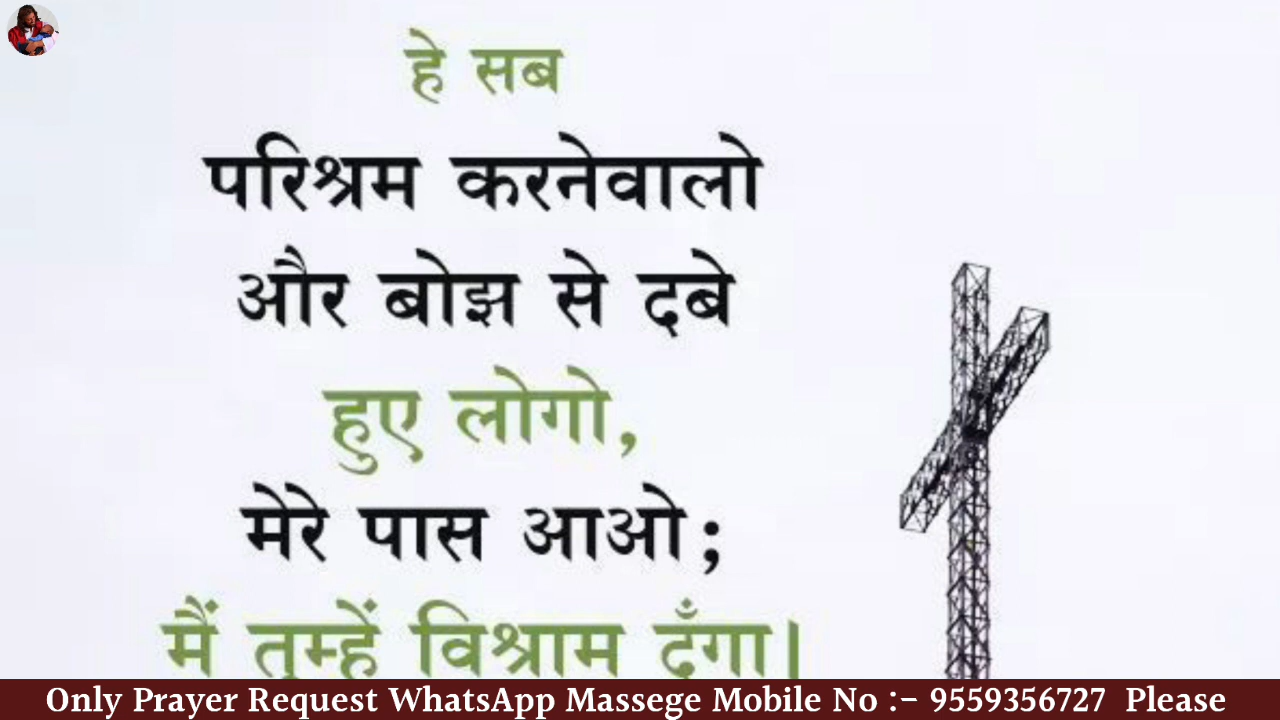 हे सब
परिश्रम करनेवालो
और बोझ से दबे
हुए लोगो,
मेरे पास आओ;
मैं तुम्हें विश्राम दूँगा।
Only Prayer Request WhatsApp Massege Mobile No :- 9559356727 Please